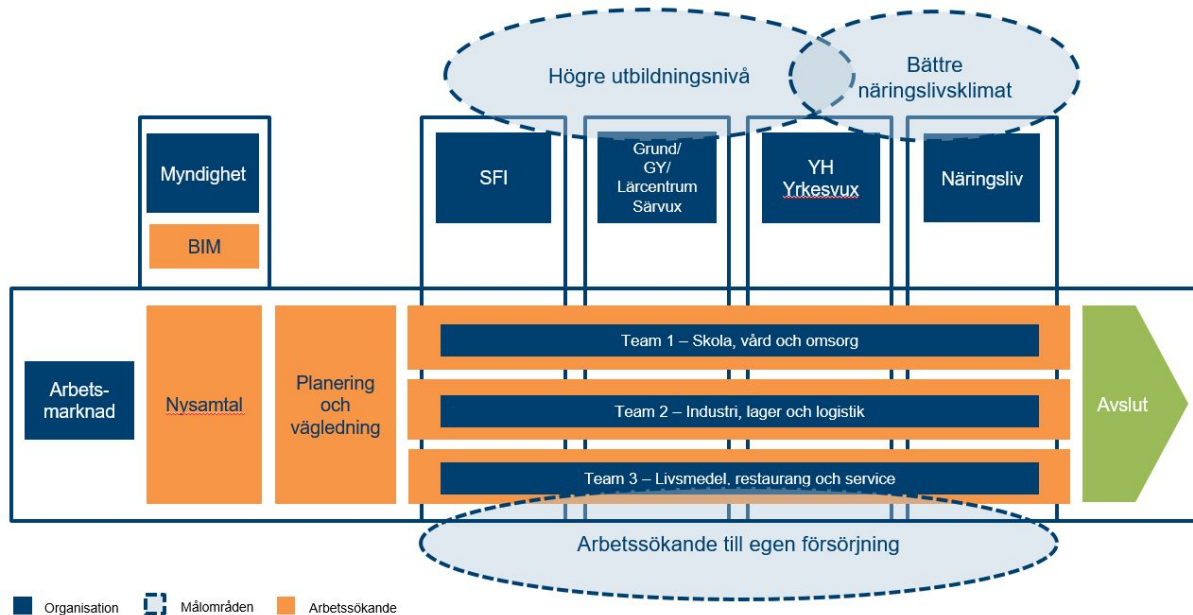 Högre utbildningsnivå
Bättre
näringslivsklimat
Myndighet
BIM
SFI
Grund/
GY/
Lärcentrum
Särvux
YH
Yrkesvux
Näringsliv
Arbets-
marknad
Nysamtal
Planering
och
vägledning
Team 1 – Skola, vård och omsorg
Team 2 – Industri, lager och logistik
Team 3 – Livsmedel, restaurang och service
Avslut
Arbetssökande till egen försörjning
Organisation
Målområden
Arbetssökande